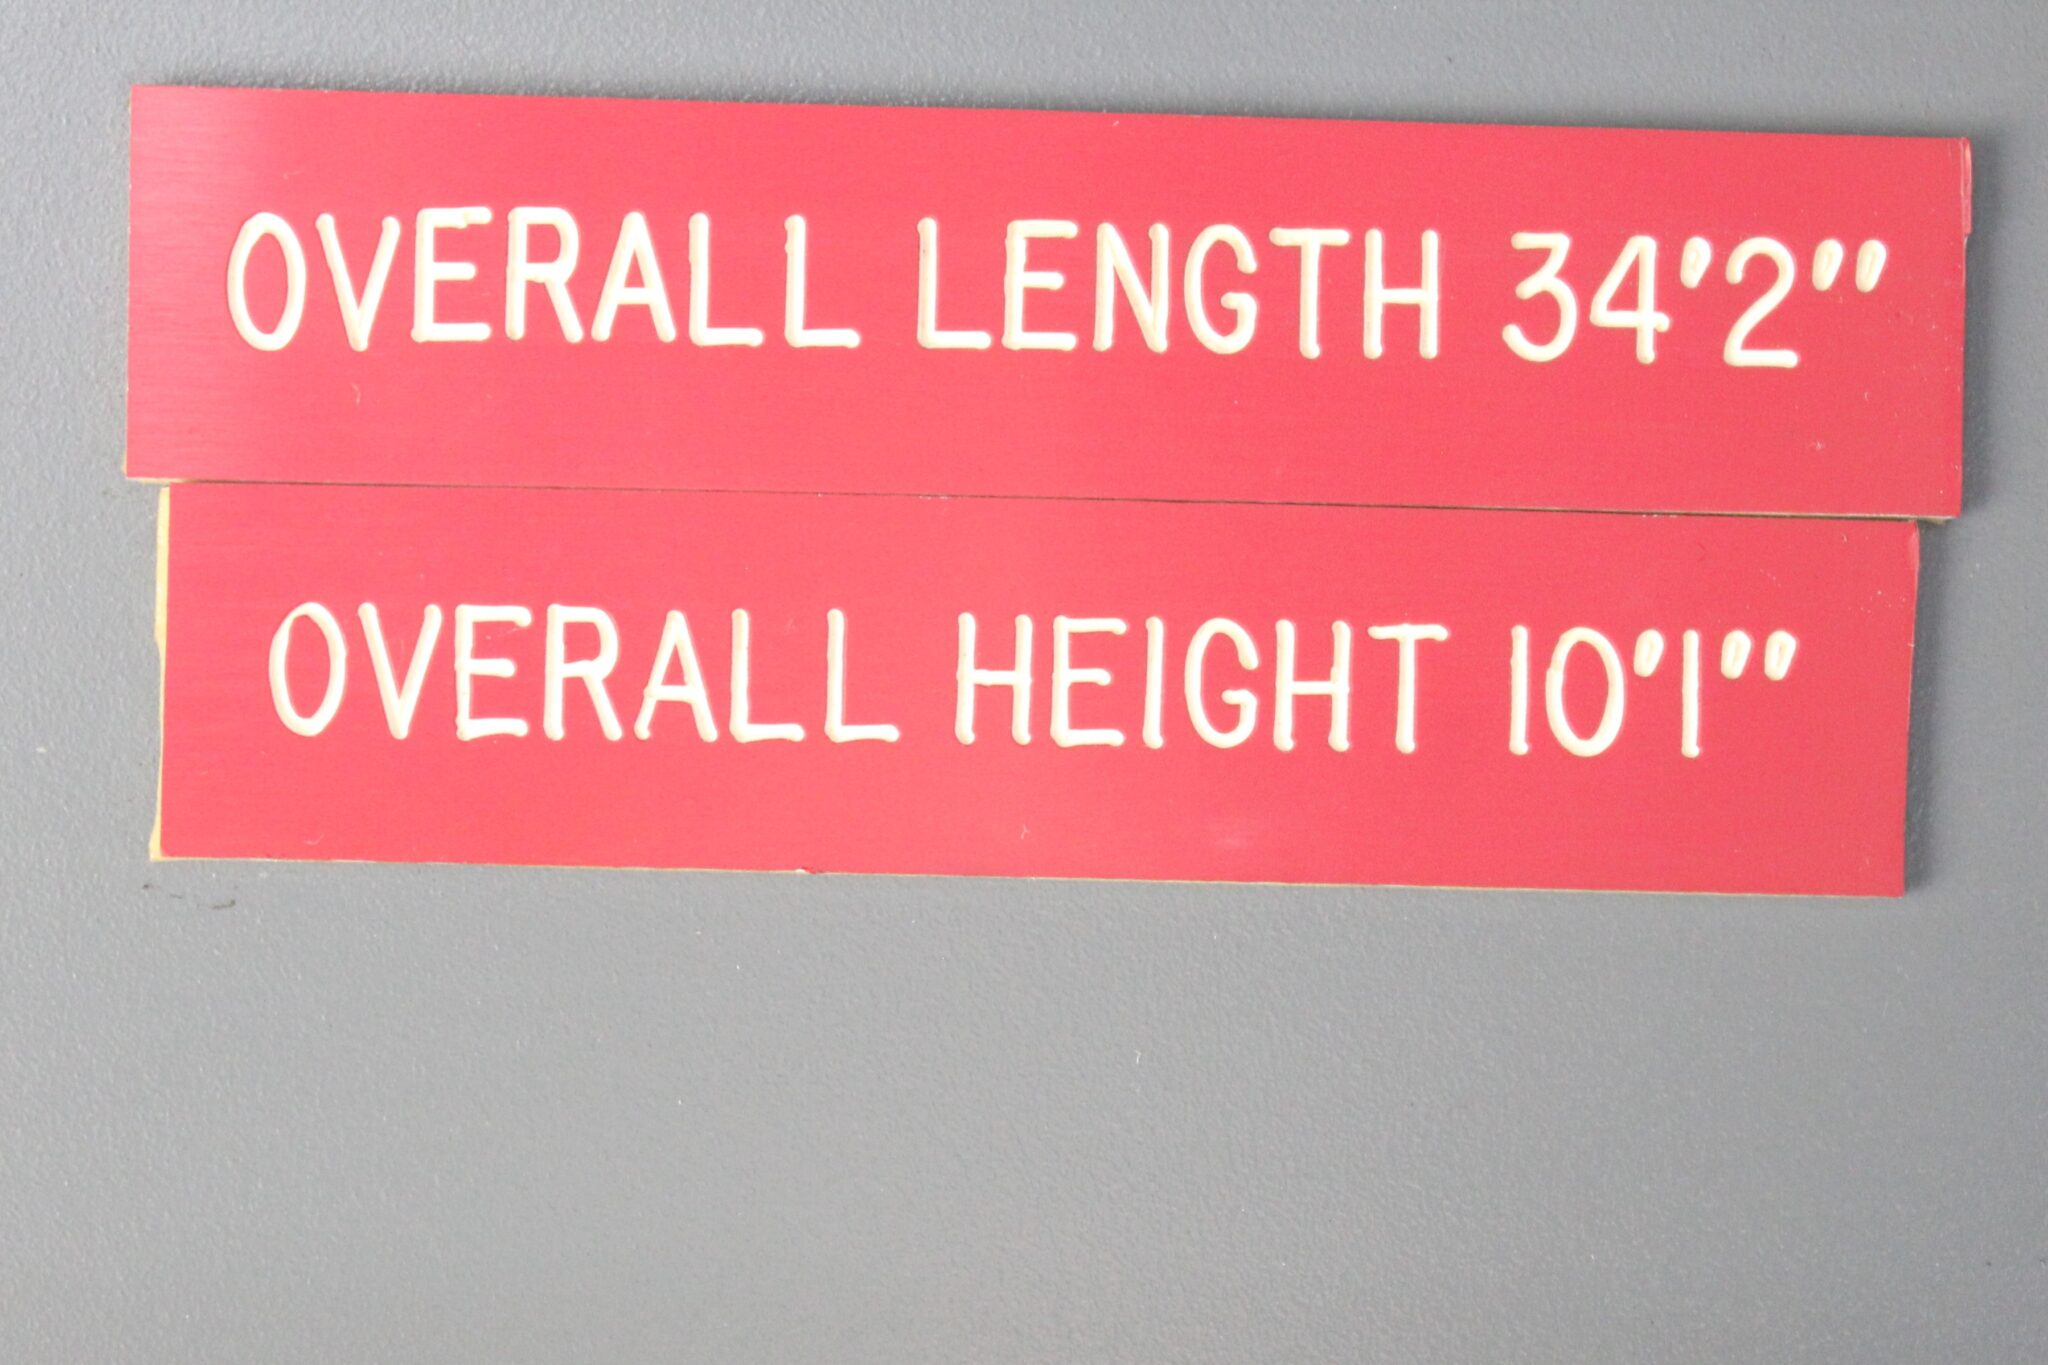 OVERALL LENGTH 34'2"
OVERALL HEIGHT 10'1"